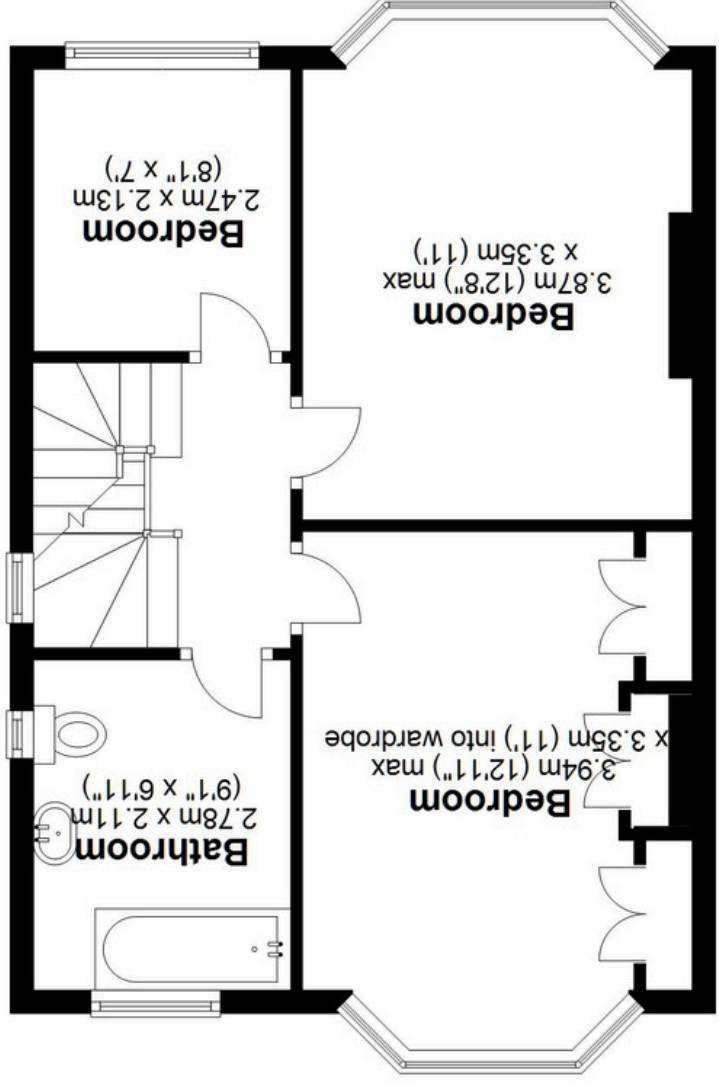 Bathroom
2.78m x 2.11m
(9'1" x 6'11")
Bedroom
3.94m (12'11") max
x 3.35m (11') into wardrobe
Bedroom
3.87m (12'8") max
x 3.35m (11')
Bedroom
2.47m x 2.13m
(8'1" x 7')